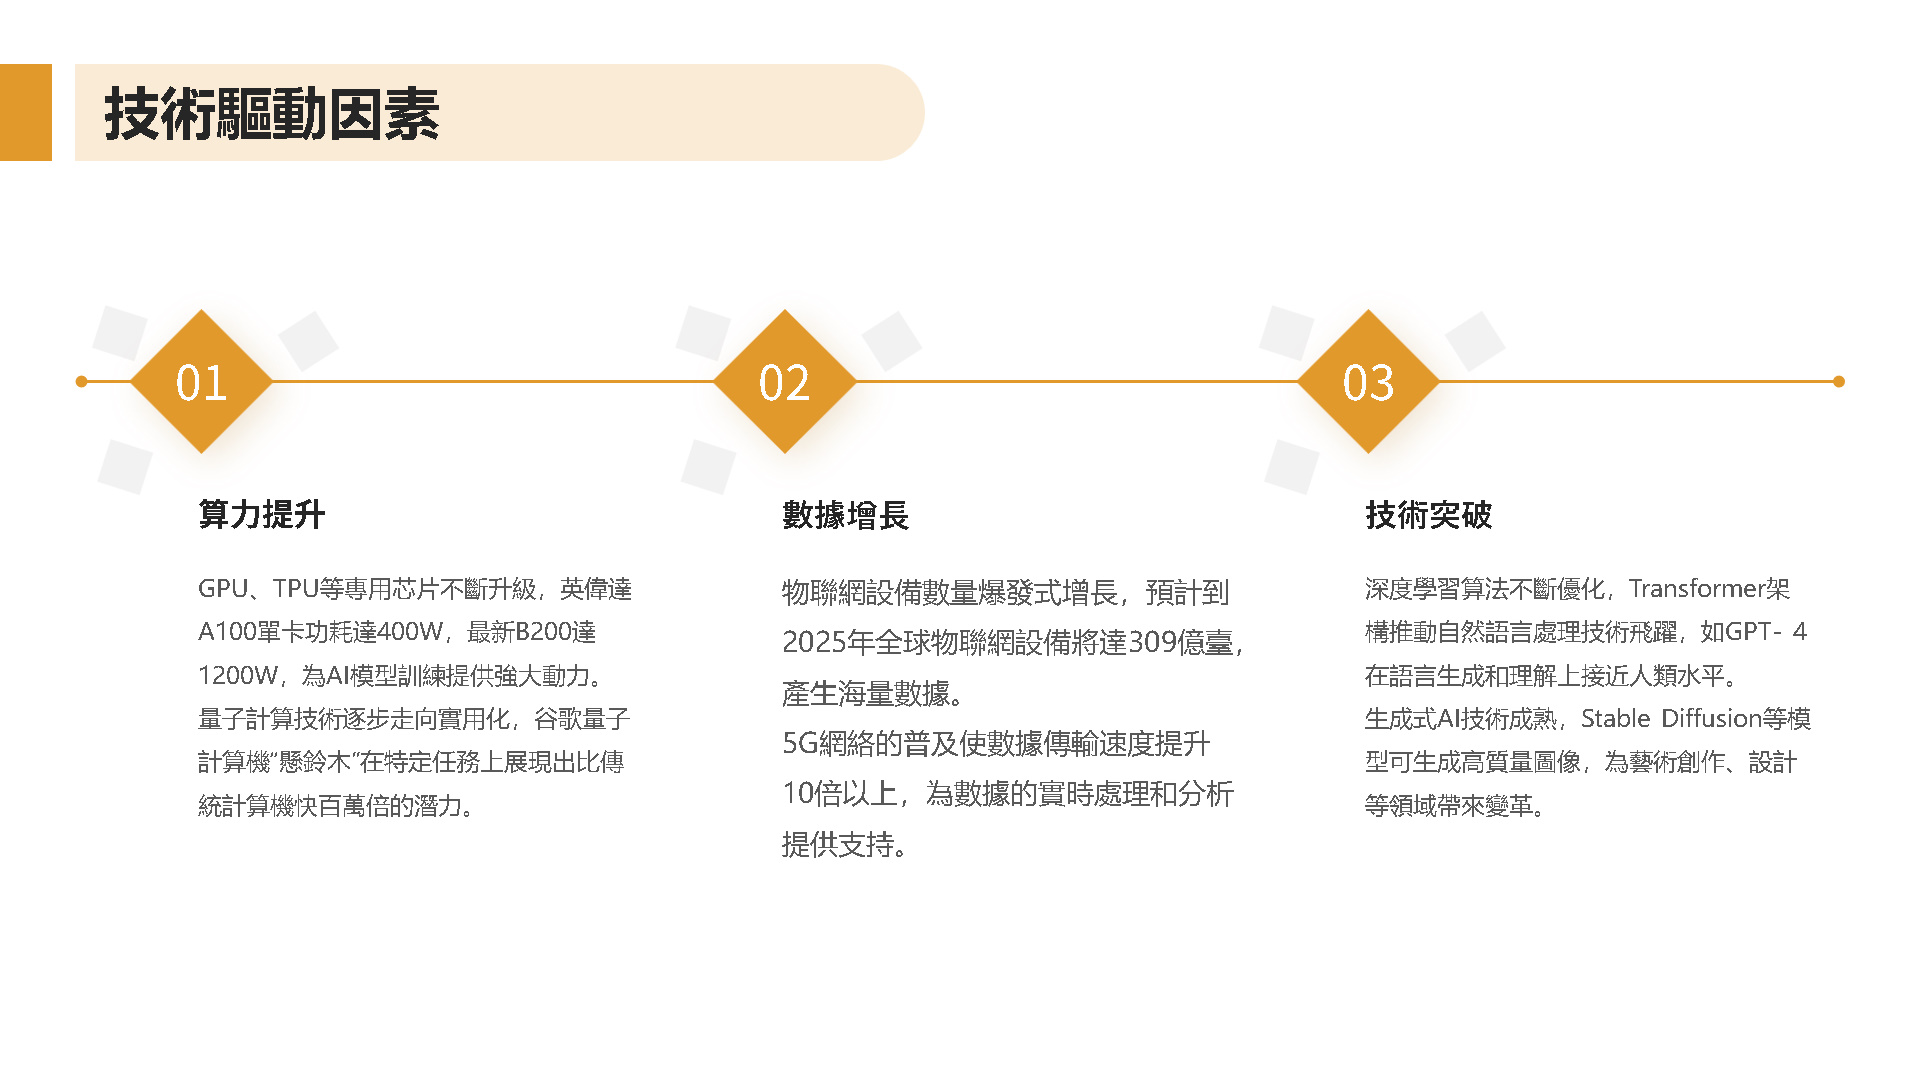 技術驅動因素
01
02
03
算力提升
GPU、TPU等專用芯片不斷升級，英偉達
A100單卡功耗達400W，最新B200達
1200W，為AI模型訓練提供強大動力。
量子計算技術逐步走向實用化，谷歌量子
計算機“懸鈴木”在特定任務上展現出比傳
統計算機快百萬倍的潛力。
數據增長
物聯網設備數量爆發式增長，預計到
2025年全球物聯網設備將達309億臺，
產生海量數據。
5G網絡的普及使數據傳輸速度提升
10倍以上，為數據的實時處理和分析
提供支持。
技術突破
深度學習算法不斷優化，Transformer架
構推動自然語言處理技術飛躍，如GPT- 4
在語言生成和理解上接近人類水平。
生成式AI技術成熟，Stable Diffusion等模
型可生成高質量圖像，為藝術創作、設計
等領域帶來變革。